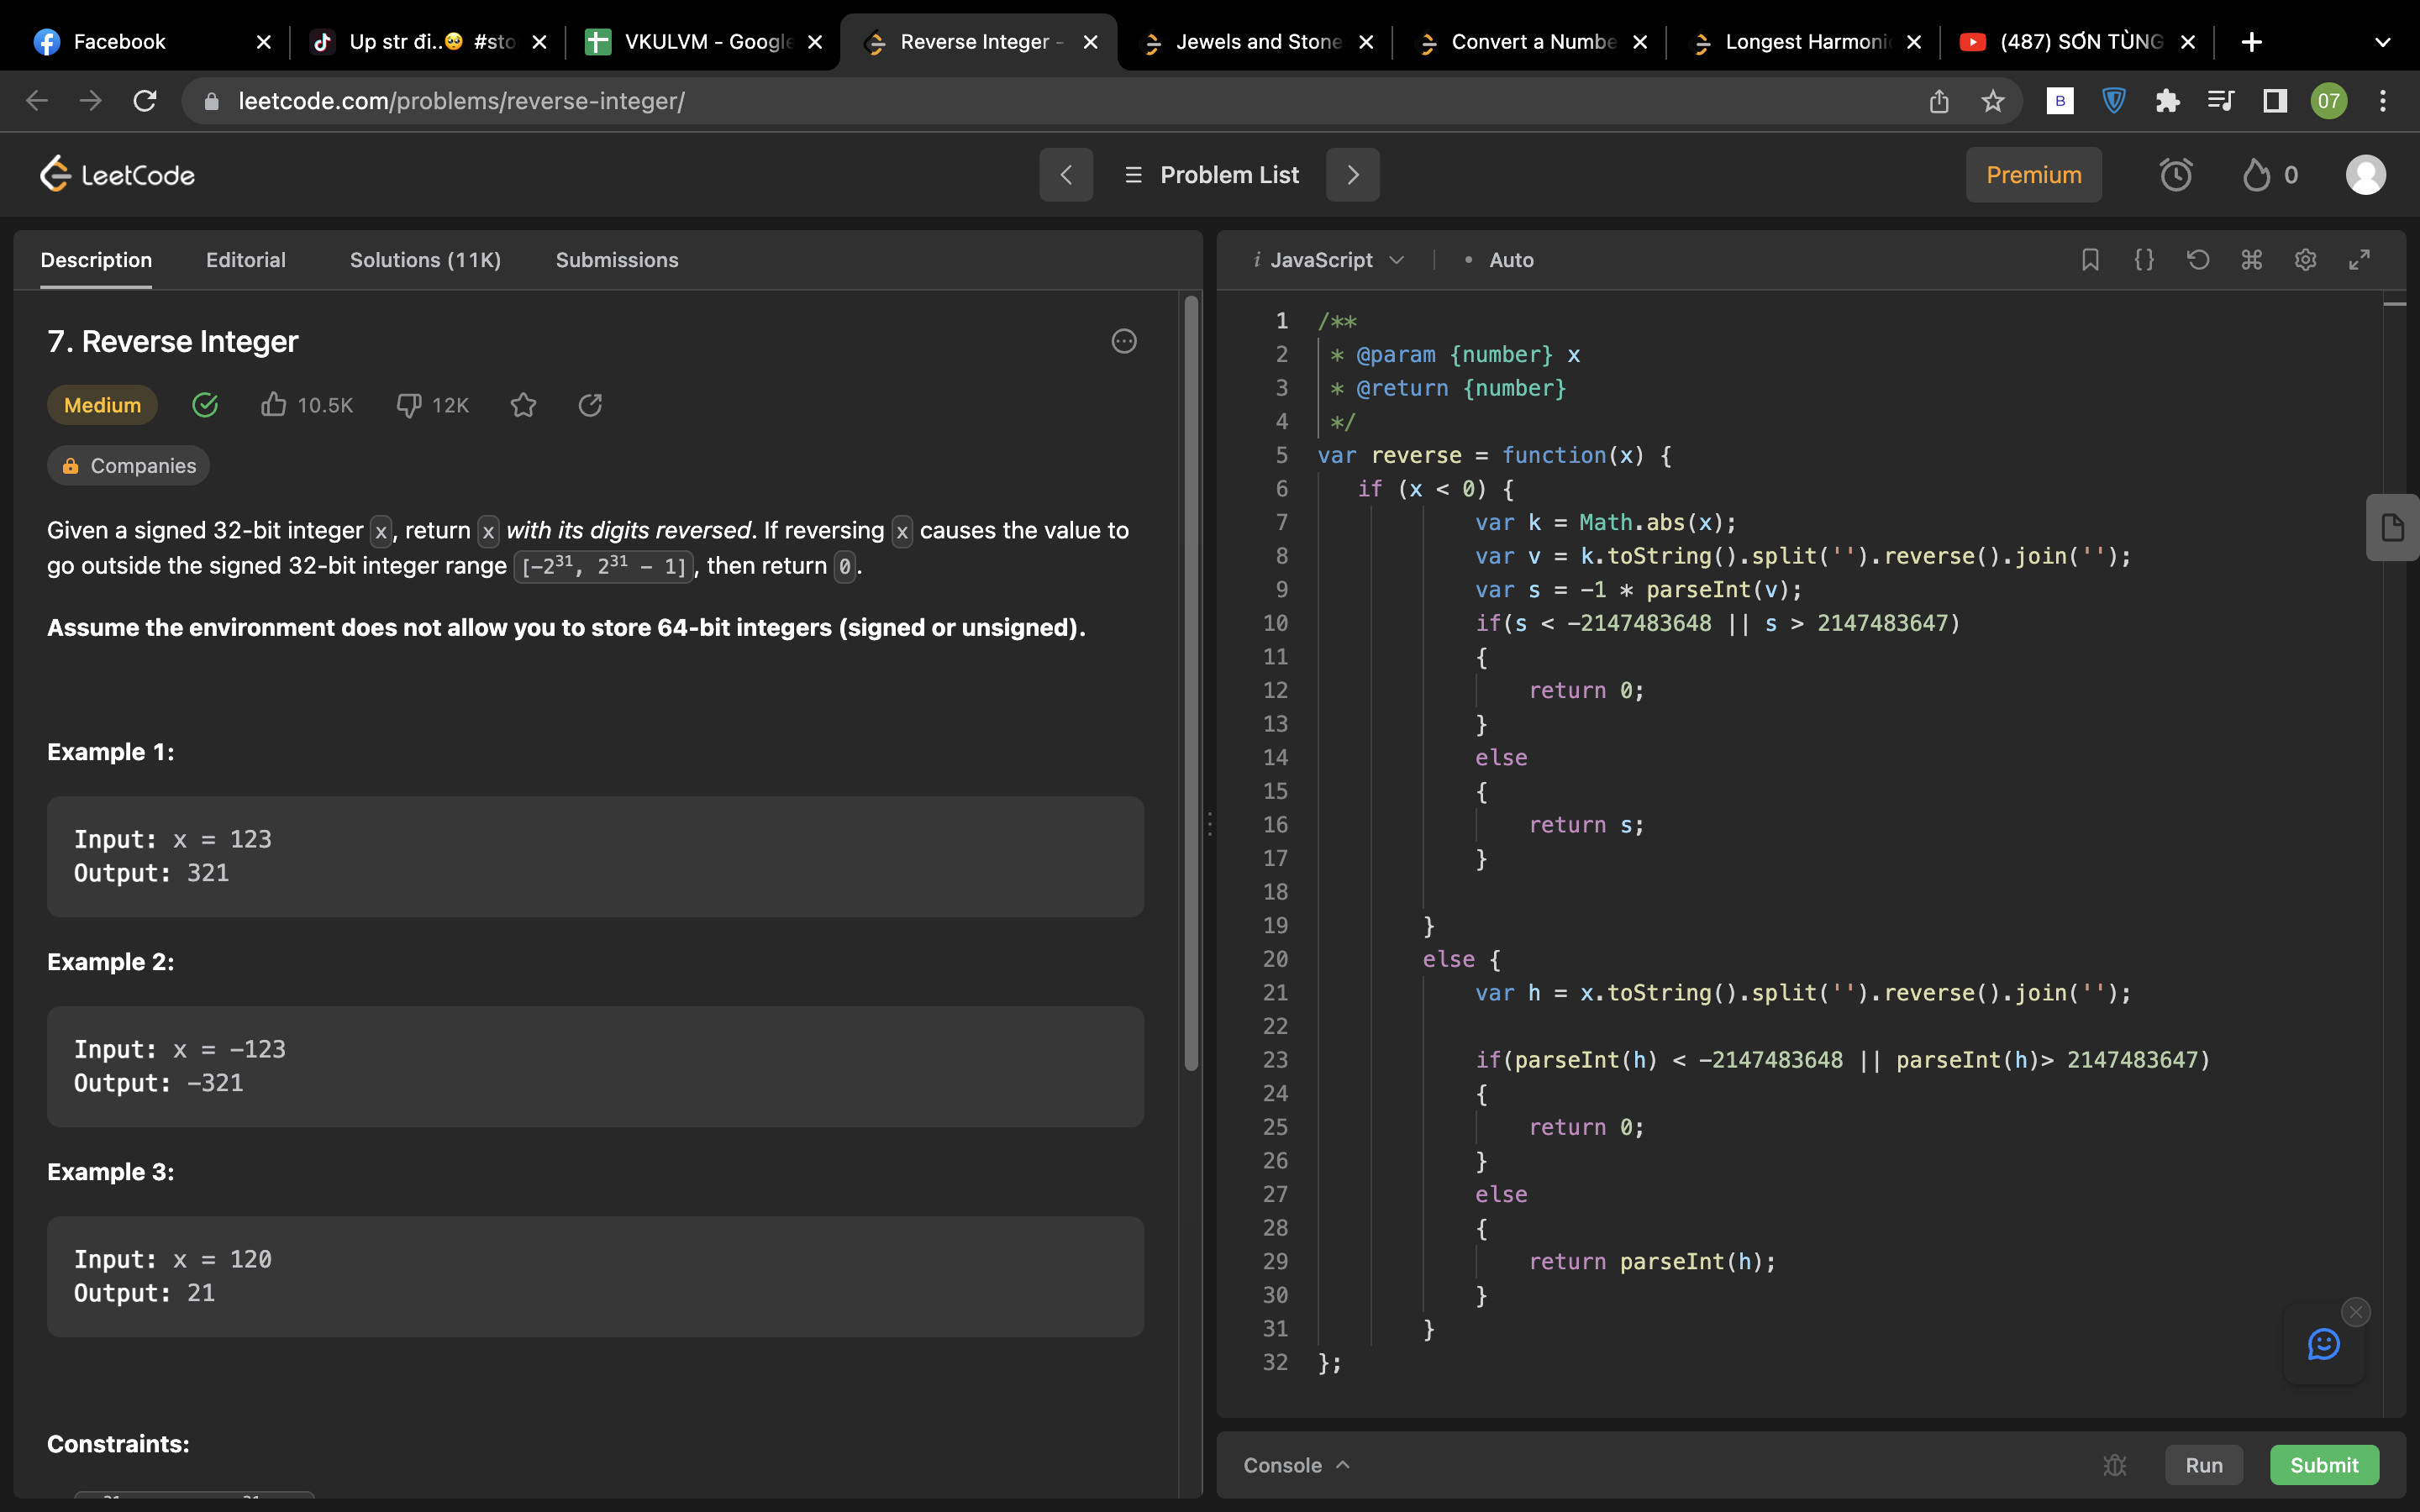 Facebook
Up str đi..🥺 #sto
VKULVM - Google
Reverse Integer -
Jewels and Stone
Convert a Numbe
Longest Harmonic
(487) SƠN TÙNG
leetcode.com/problems/reverse-integer/
B
07
LeetCode
Problem List
Premium
0
Description
Editorial
Solutions (11K)
Submissions
7. Reverse Integer
Medium
10.5K
12K
Companies
Given a signed 32-bit integer x, return x with its digits reversed. If reversing x causes the value to
go outside the signed 32-bit integer range [-2³¹, 2³¹ - 1], then return 0.
Assume the environment does not allow you to store 64-bit integers (signed or unsigned).
Example 1:
Input: x = 123
Output: 321
Example 2:
Input: x = -123
Output: -321
Example 3:
Input: x = 120
Output: 21
Constraints:
i JavaScript
• Auto
1 /**
2  * @param {number} x
3  * @return {number}
4  */
5 var reverse = function(x) {
6    if (x < 0) {
7             var k = Math.abs(x);
8             var v = k.toString().split('').reverse().join('');
9             var s = -1 * parseInt(v);
10            if(s < -2147483648 || s > 2147483647)
11            {
12                return 0;
13            }
14            else
15            {
16                return s;
17            }
18
19        }
20        else {
21            var h = x.toString().split('').reverse().join('');
22
23            if(parseInt(h) < -2147483648 || parseInt(h)> 2147483647)
24            {
25                return 0;
26            }
27            else
28            {
29                return parseInt(h);
30            }
31        }
32 };
Console
Run
Submit